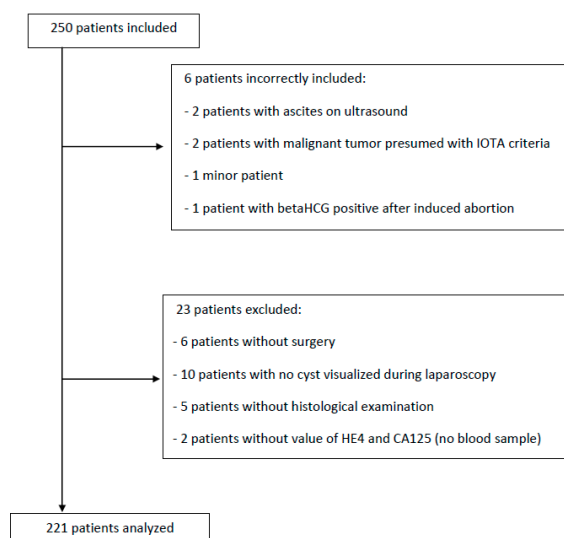 250 patients included
6 patients incorrectly included:
- 2 patients with ascites on ultrasound
- 2 patients with malignant tumor presumed with IOTA criteria
- 1 minor patient
- 1 patient with betaHCG positive after induced abortion
23 patients excluded:
- 6 patients without surgery
- 10 patients with no cyst visualized during laparoscopy
- 5 patients without histological examination
- 2 patients without value of HE4 and CA125 (no blood sample)
221 patients analyzed